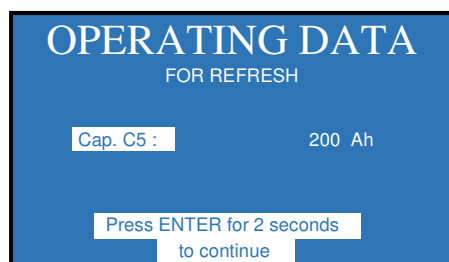 OPERATING DATA
FOR REFRESH
Cap. C5 : 200 Ah
Press ENTER for 2 seconds
to continue